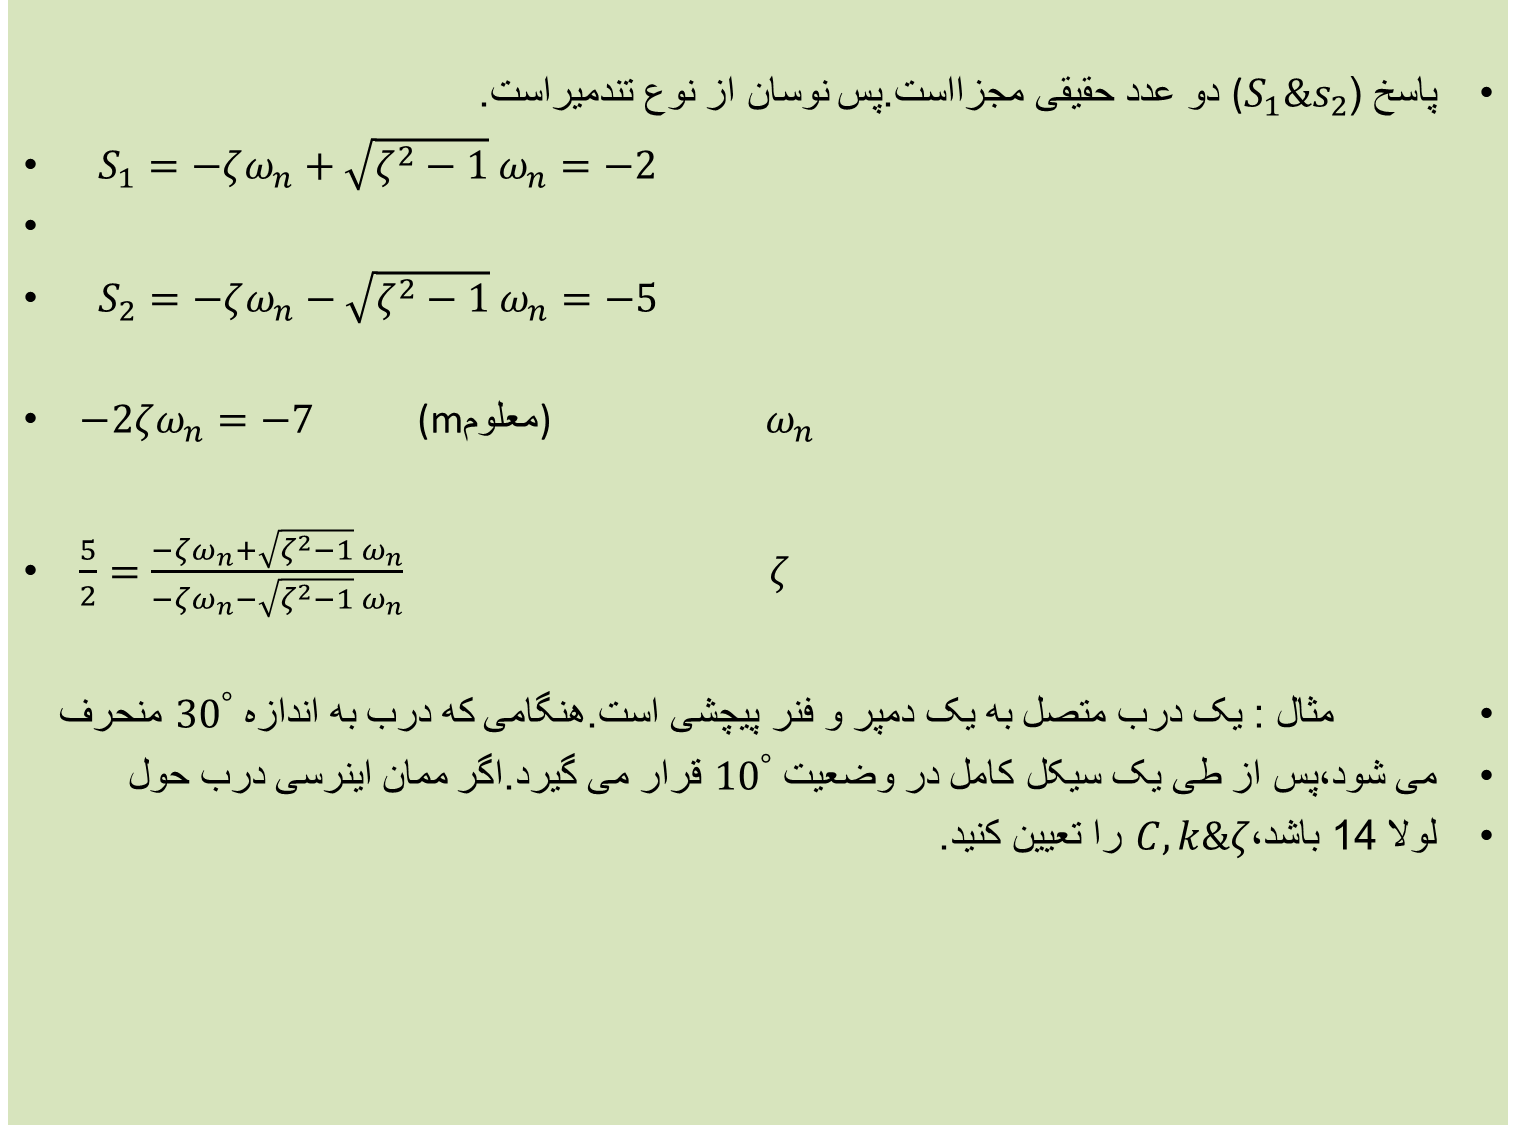 • پاسخ (S₁&s₂) دو عدد حقیقی مجزااست.پس نوسان از نوع تندمیراست.
• S₁ = −ζωₙ + √(ζ² − 1) ωₙ = −2
•
• S₂ = −ζωₙ − √(ζ² − 1) ωₙ = −5
• −2ζωₙ = −7 (معلومm) ωₙ
• 5/2 = (−ζωₙ+√(ζ²−1) ωₙ)/(−ζωₙ−√(ζ²−1) ωₙ) ζ
• مثال : یک درب متصل به یک دمپر و فنر پیچشی است.هنگامی که درب به اندازه 30° منحرف
• می شود،پس از طی یک سیکل کامل در وضعیت 10° قرار می گیرد.اگر ممان اینرسی درب حول
• لولا 14 باشد،C, k&ζ را تعیین کنید.